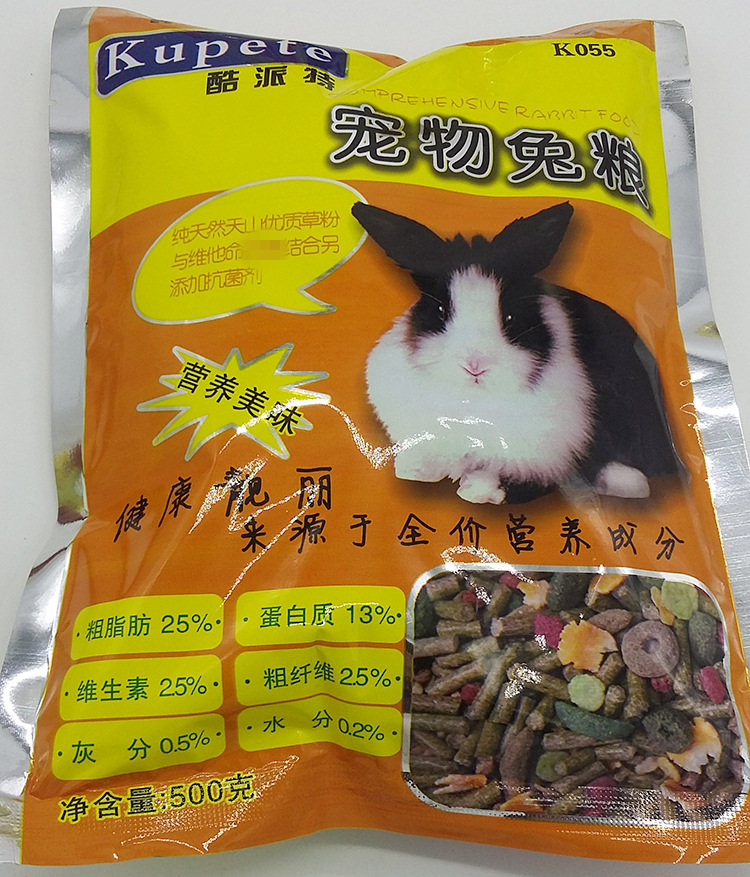 Kupete
酷派特
K055
COMPREHENSIVE RABBIT FOOD
宠物兔粮
纯天然天山优质草粉
与维他命 结合另
添加抗菌剂
营养美味
健康靓丽
来源于全价营养成分
粗脂肪 25%
蛋白质 13%
维生素 2.5%
粗纤维 2.5%
灰 分 0.5%
水 分 0.2%
净含量:500克